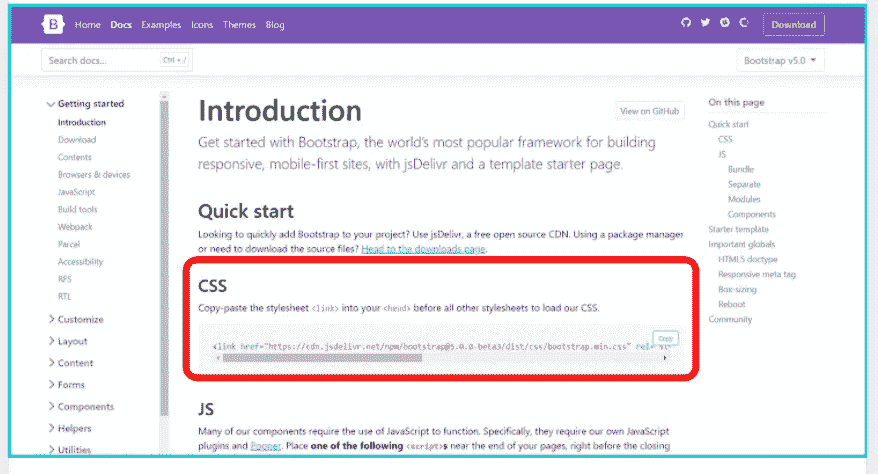 B Home Docs Examples Icons Themes Blog Download
Search docs... Ctrl + / Bootstrap v5.0
Getting started
Introduction
Download
Contents
Browsers & devices
JavaScript
Build tools
Webpack
Parcel
Accessibility
RFS
RTL
Customize
Layout
Content
Forms
Components
Helpers
Utilities
Introduction
View on GitHub
Get started with Bootstrap, the world's most popular framework for building
responsive, mobile-first sites, with jsDelivr and a template starter page.
Quick start
Looking to quickly add Bootstrap to your project? Use jsDelivr, a free open source CDN. Using a package manager
or need to download the source files? Head to the downloads page.
CSS
Copy-paste the stylesheet <link> into your <head> before all other stylesheets to load our CSS.
Copy
<link href="https://cdn.jsdelivr.net/npm/bootstrap@5.0.0-beta3/dist/css/bootstrap.min.css"
JS
Many of our components require the use of JavaScript to function. Specifically, they require our own JavaScript
plugins and Popper. Place one of the following <script>s near the end of your pages, right before the closing
On this page
Quick start
CSS
JS
Bundle
Separate
Modules
Components
Starter template
Important globals
HTML5 doctype
Responsive meta tag
Box-sizing
Reboot
Community